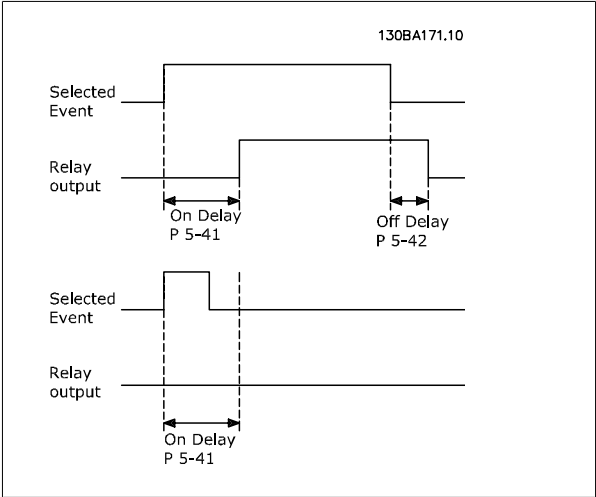 130BA171.10
Selected
Event
Relay
output
On Delay
P 5-41
Off Delay
P 5-42
Selected
Event
Relay
output
On Delay
P 5-41